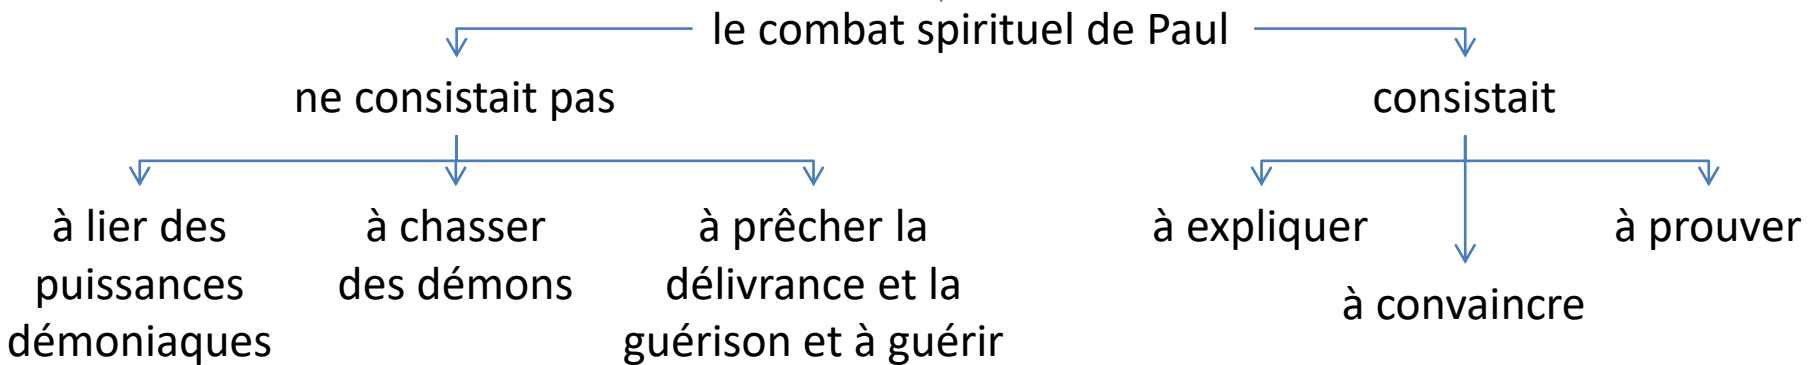 le combat spirituel de Paul
ne consistait pas
consistait
à lier des
puissances
démoniaques
à chasser
des démons
à prêcher la
délivrance et la
guérison et à guérir
à expliquer
à convaincre
à prouver